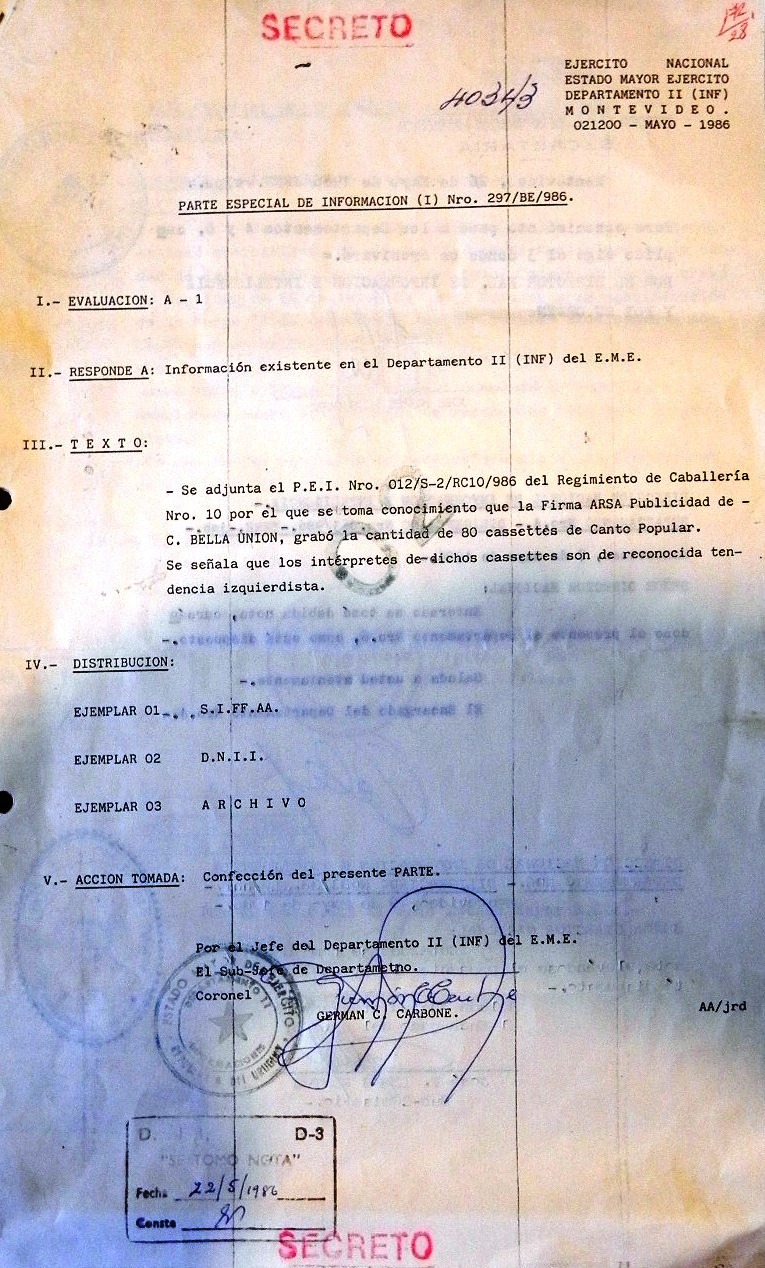 SECRETO
EJERCITO NACIONAL
ESTADO MAYOR EJERCITO
DEPARTAMENTO II (INF)
M O N T E V I D E O .
021200 - MAYO - 1986
40343
PARTE ESPECIAL DE INFORMACION (I) Nro. 297/BE/986.
I.- EVALUACION: A - 1
II.- RESPONDE A: Información existente en el Departamento II (INF) del E.M.E.
III.- T E X T O:
- Se adjunta el P.E.I. Nro. 012/S-2/RC10/986 del Regimiento de Caballería
Nro. 10 por el que se toma conocimiento que la Firma ARSA Publicidad de -
C. BELLA UNION, grabó la cantidad de 80 cassettes de Canto Popular.
Se señala que los intérpretes de dichos cassettes son de reconocida ten-
dencia izquierdista.
IV.- DISTRIBUCION:
EJEMPLAR 01 S.I.FF.AA.
EJEMPLAR 02 D.N.I.I.
EJEMPLAR 03 A R C H I V O
V.- ACCION TOMADA: Confección del presente PARTE.
Por el Jefe del Departamento II (INF) del E.M.E.
El Sub-Jefe de Departametno.
Coronel
GERMAN C. CARBONE.
AA/jrd
D-3
"SE TOMO NOTA"
Fecha 22/5/1986
Consta
SECRETO